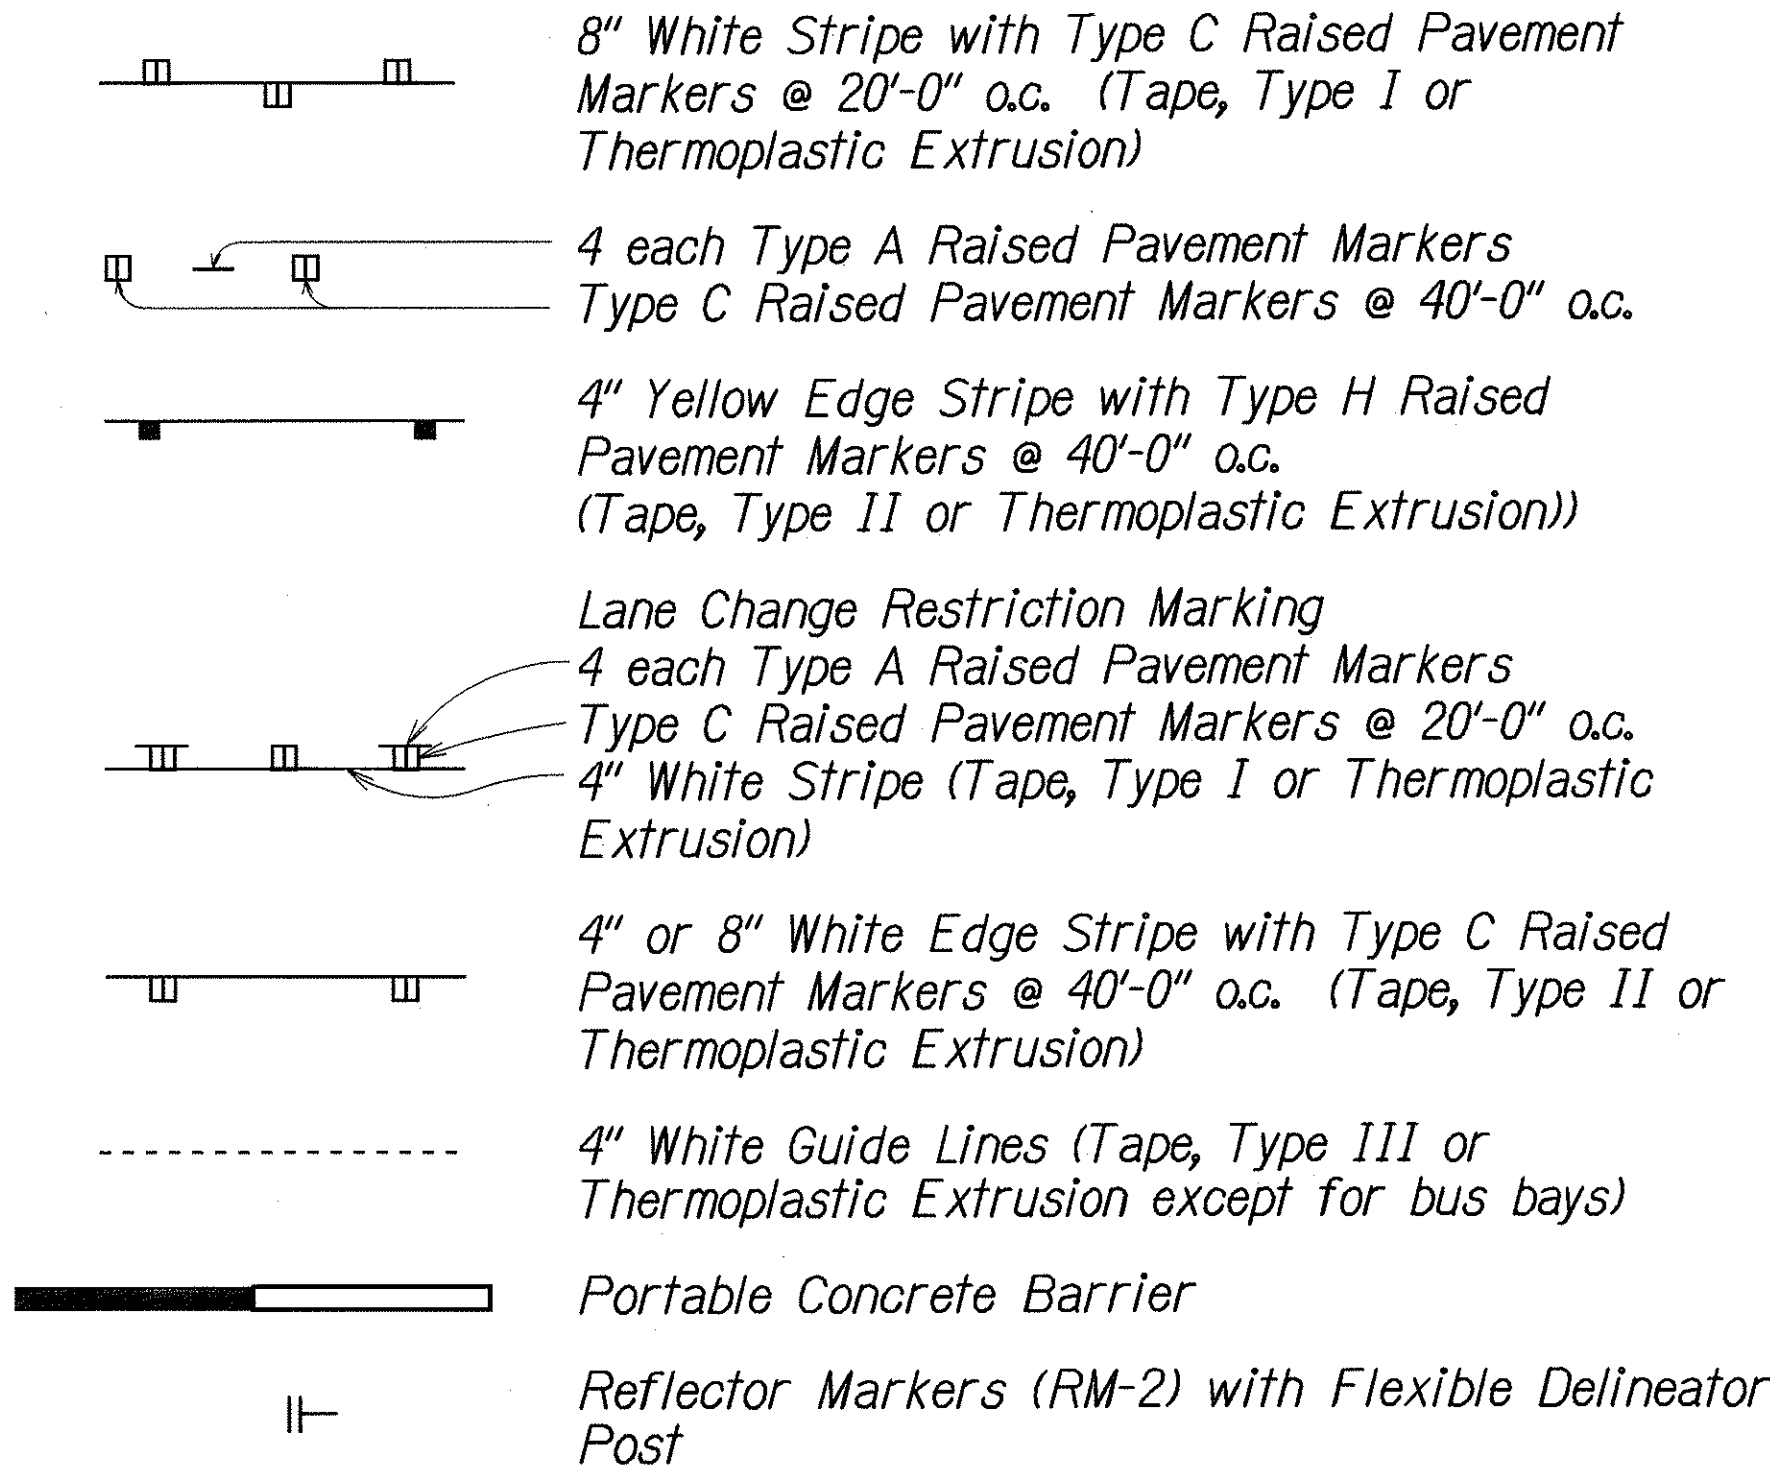 8" White Stripe with Type C Raised Pavement
Markers @ 20'-0" o.c. (Tape, Type I or
Thermoplastic Extrusion)
4 each Type A Raised Pavement Markers
Type C Raised Pavement Markers @ 40'-0" o.c.
4" Yellow Edge Stripe with Type H Raised
Pavement Markers @ 40'-0" o.c.
(Tape, Type II or Thermoplastic Extrusion))
Lane Change Restriction Marking
4 each Type A Raised Pavement Markers
Type C Raised Pavement Markers @ 20'-0" o.c.
4" White Stripe (Tape, Type I or Thermoplastic
Extrusion)
4" or 8" White Edge Stripe with Type C Raised
Pavement Markers @ 40'-0" o.c. (Tape, Type II or
Thermoplastic Extrusion)
4" White Guide Lines (Tape, Type III or
Thermoplastic Extrusion except for bus bays)
Portable Concrete Barrier
Reflector Markers (RM-2) with Flexible Delineator
Post